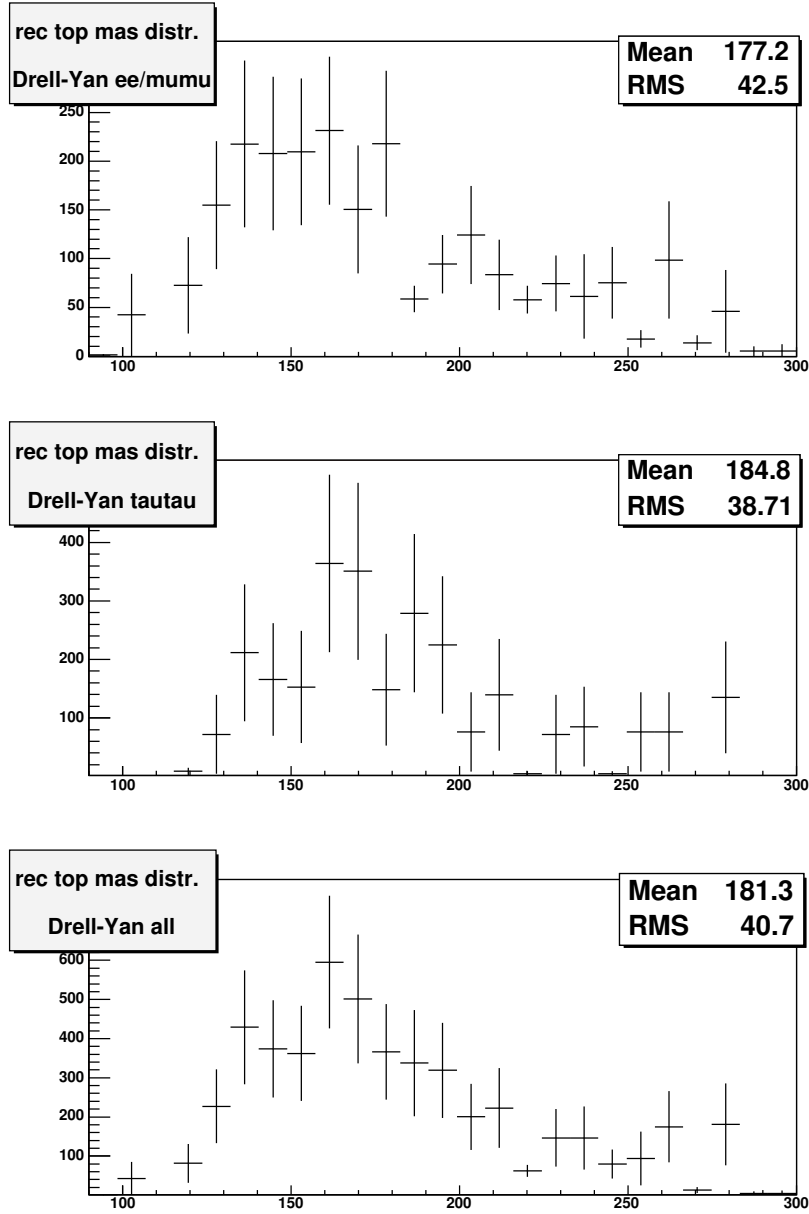 rec top mas distr.
Drell-Yan ee/mumu
Mean 177.2
RMS 42.5
250
200
150
100
50
0
100 150 200 250 300
rec top mas distr.
Drell-Yan tautau
Mean 184.8
RMS 38.71
400
300
200
100
100 150 200 250 300
rec top mas distr.
Drell-Yan all
Mean 181.3
RMS 40.7
600
500
400
300
200
100
100 150 200 250 300